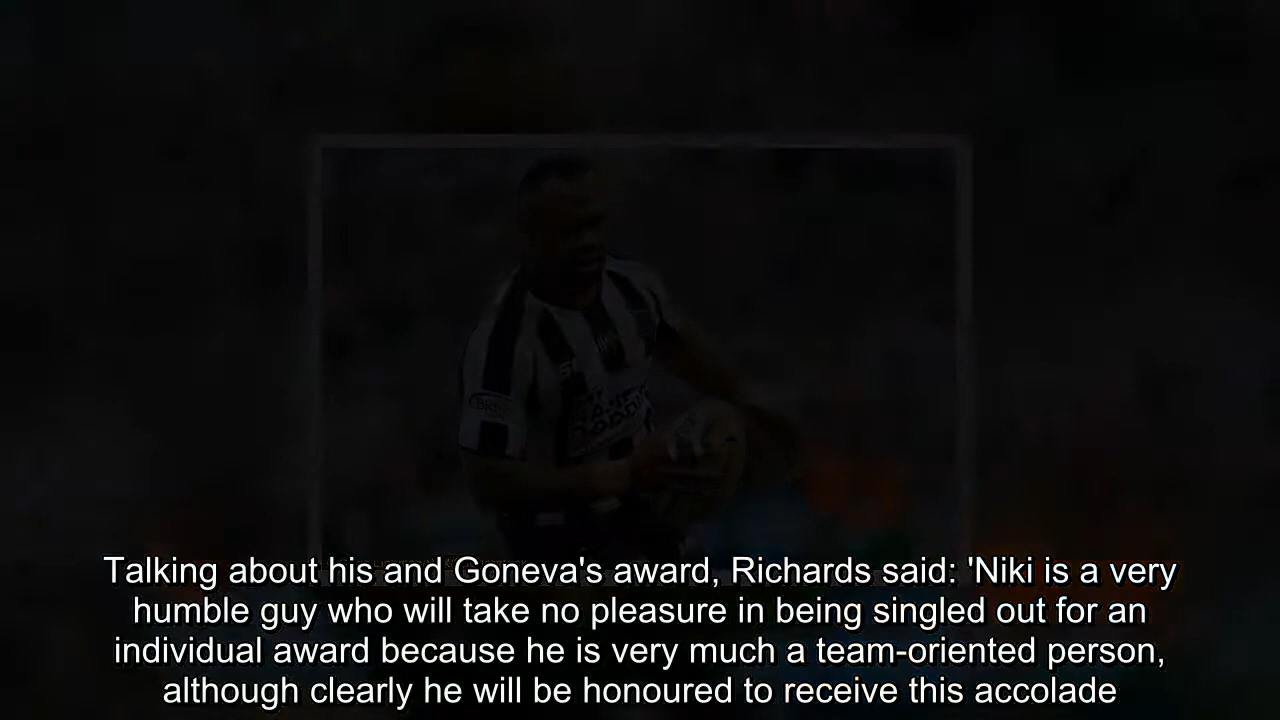 Talking about his and Goneva's award, Richards said: 'Niki is a very
humble guy who will take no pleasure in being singled out for an
individual award because he is very much a team-oriented person,
although clearly he will be honoured to receive this accolade